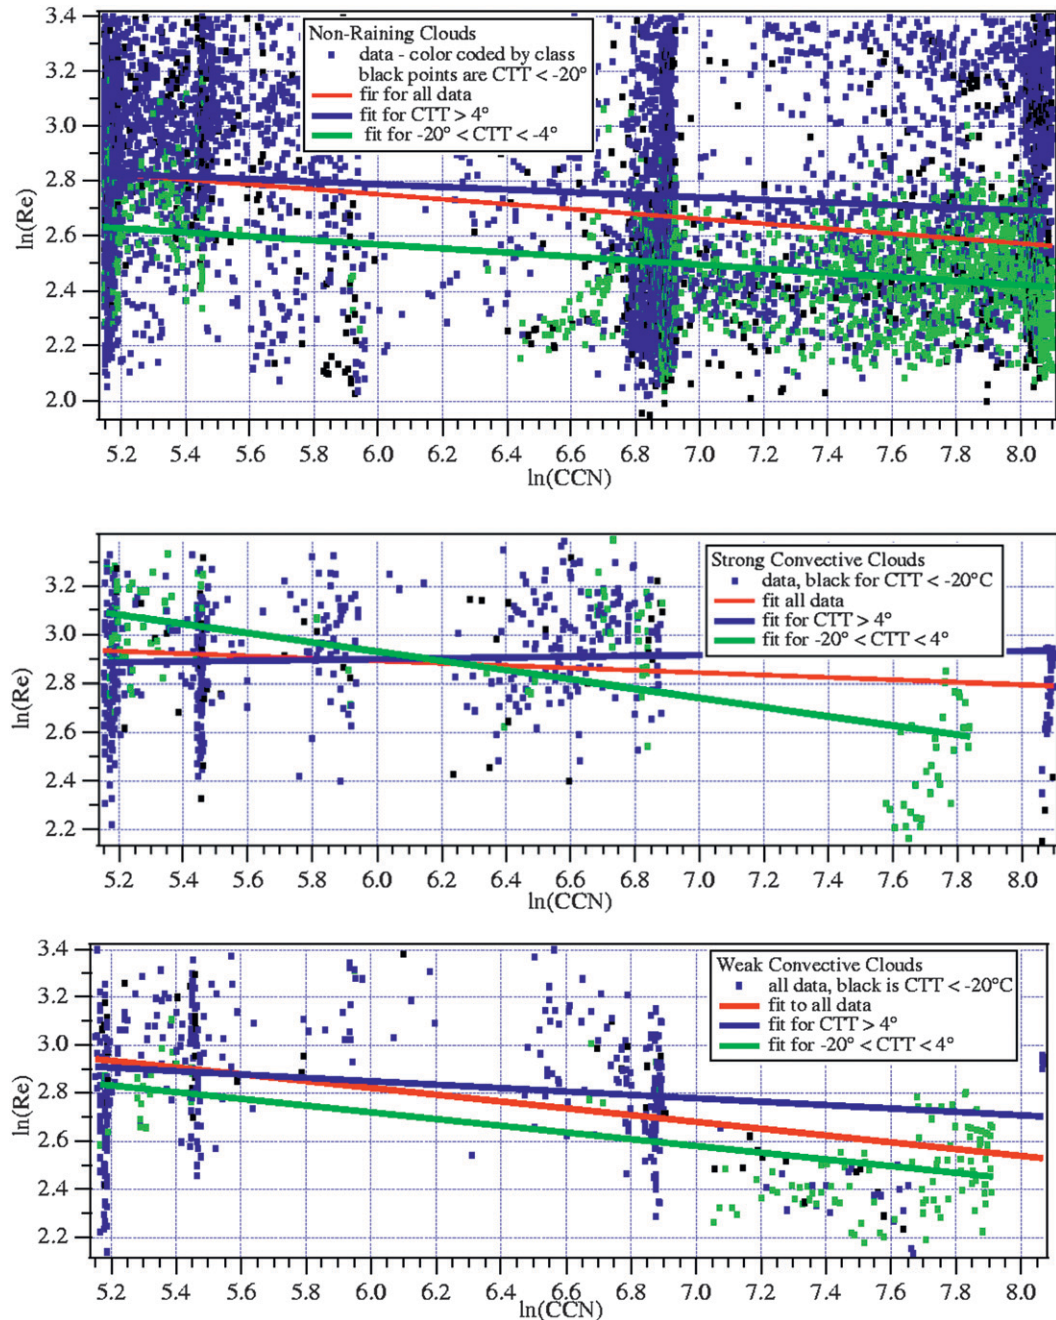 3.4
3.2
3.0
2.8
2.6
2.4
2.2
2.0
ln(Re)
Non-Raining Clouds
data - color coded by class
black points are CTT < -20°
fir for all data
fit for CTT > 4°
fit for -20° < CTT < -4°
5.2 5.4 5.6 5.8 6.0 6.2 6.4 6.6 6.8 7.0 7.2 7.4 7.6 7.8 8.0
ln(CCN)
3.2
3.0
2.8
2.6
2.4
2.2
ln(Re)
Strong Convective Clouds
data, black for CTT < -20°C
fit all data
fit for CTT > 4°
fit for -20° < CTT < 4°
5.2 5.4 5.6 5.8 6.0 6.2 6.4 6.6 6.8 7.0 7.2 7.4 7.6 7.8 8.0
ln(CCN)
3.4
3.2
3.0
2.8
2.6
2.4
2.2
ln(Re)
Weak Convective Clouds
all data, black is CTT < -20°C
fit to all data
fit for CTT > 4°
fit for -20° < CTT < 4°
5.2 5.4 5.6 5.8 6.0 6.2 6.4 6.6 6.8 7.0 7.2 7.4 7.6 7.8 8.0
ln(CCN)